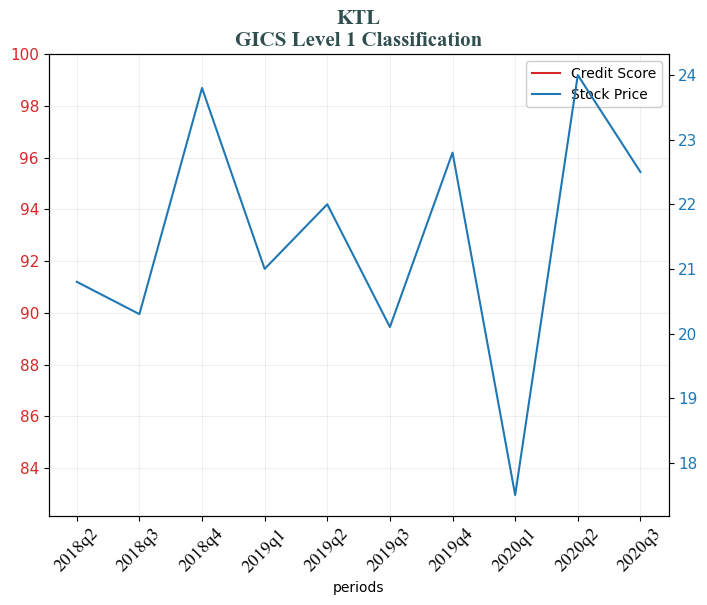 KTL
GICS Level 1 Classification
100
98
96
94
92
90
88
86
84
Credit Score
Stock Price
24
23
22
21
20
19
18
2018q2
2018q3
2018q4
2019q1
2019q2
2019q3
2019q4
2020q1
2020q2
2020q3
periods